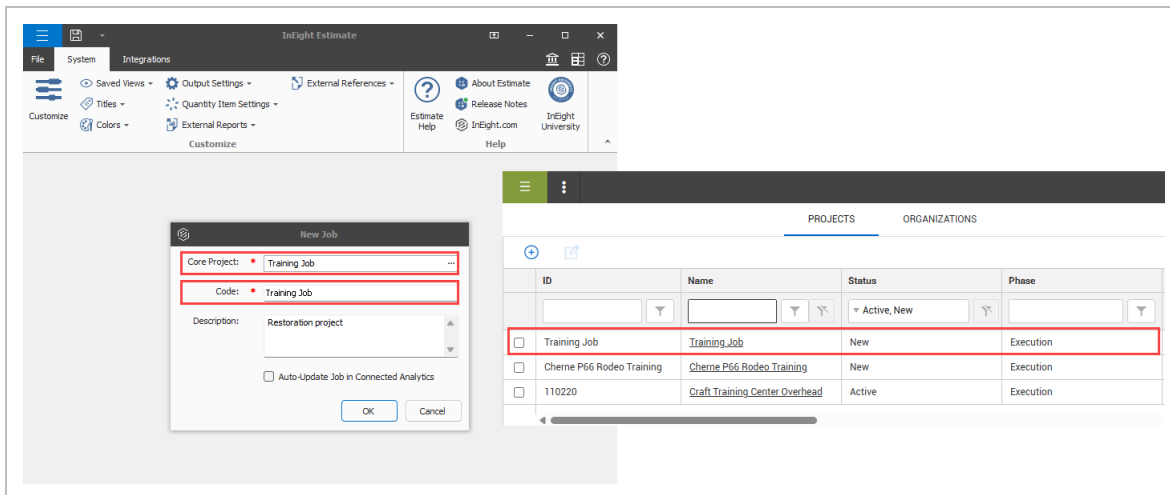 InEight Estimate
File System Integrations
Customize
Saved Views
Titles
Colors
Output Settings
Quantity Item Settings
External Reports
External References
Customize
Estimate
Help
About Estimate
Release Notes
InEight.com
InEight
University
Help
New Job
Core Project: * Training Job ...
Code: * Training Job
Description: Restoration project
Auto-Update Job in Connected Analytics
OK Cancel
PROJECTS ORGANIZATIONS
ID Name Status Phase
Active, New
Training Job Training Job New Execution
Cherne P66 Rodeo Training Cherne P66 Rodeo Training New Execution
110220 Craft Training Center Overhead Active Execution